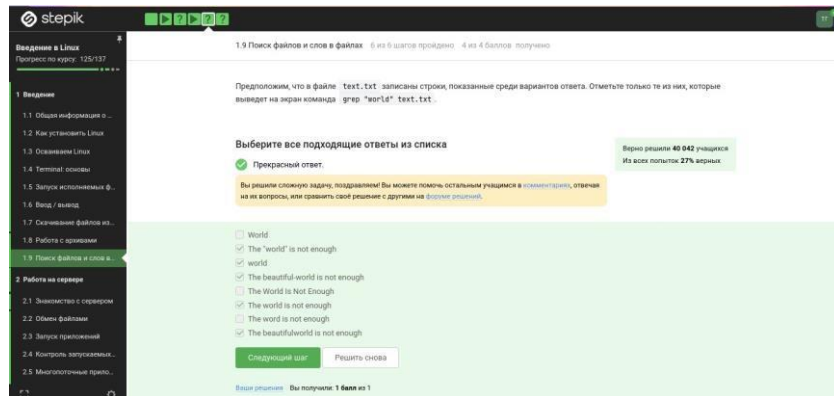 stepik
Введение в Linux
Прогресс по курсу: 125/137
1 Введение
1.1 Общая информация о ...
1.2 Как установить Linux
1.3 Осваиваем Linux
1.4 Terminal: основы
1.5 Запуск исполняемых ф...
1.6 Ввод / вывод
1.7 Скачивание файлов из...
1.8 Работа с архивами
1.9 Поиск файлов и слов в...
2 Работа на сервере
2.1 Знакомство с сервером
2.2 Обмен файлами
2.3 Запуск приложений
2.4 Контроль запускаемых...
2.5 Многопоточные прило...
1.9 Поиск файлов и слов в файлах 6 из 6 шагов пройдено 4 из 4 баллов получено
Предположим, что в файле text.txt записаны строки, показанные среди вариантов ответа. Отметьте только те из них, которые
выведет на экран команда grep "world" text.txt.
Выберите все подходящие ответы из списка
Прекрасный ответ.
Верно решили 40 042 учащихся
Из всех попыток 27% верных
Вы решили сложную задачу, поздравляем! Вы можете помочь остальным учащимся в комментариях, отвечая
на их вопросы, или сравнить своё решение с другими на форуме решений.
World
The "world" is not enough
world
The beautiful-world is not enough
The World Is Not Enough
The world is not enough
The word is not enough
The beautifulworld is not enough
Следующий шаг
Решить снова
Ваши решения Вы получили: 1 балл из 1